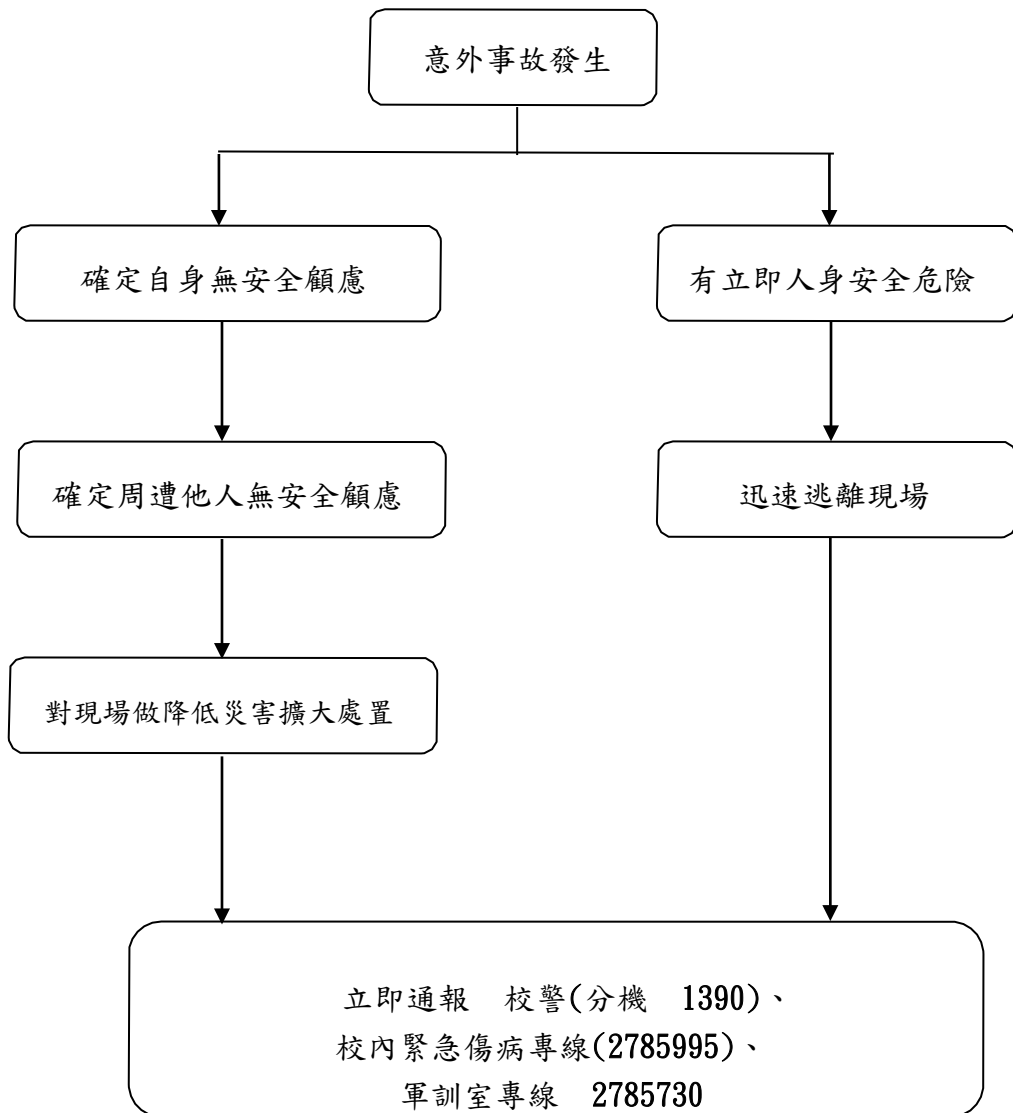 意外事故發生
確定自身無安全顧慮
有立即人身安全危險
確定周遭他人無安全顧慮
迅速逃離現場
對現場做降低災害擴大處置
立即通報　校警(分機　1390)、
校內緊急傷病專線(2785995)、
軍訓室專線　2785730